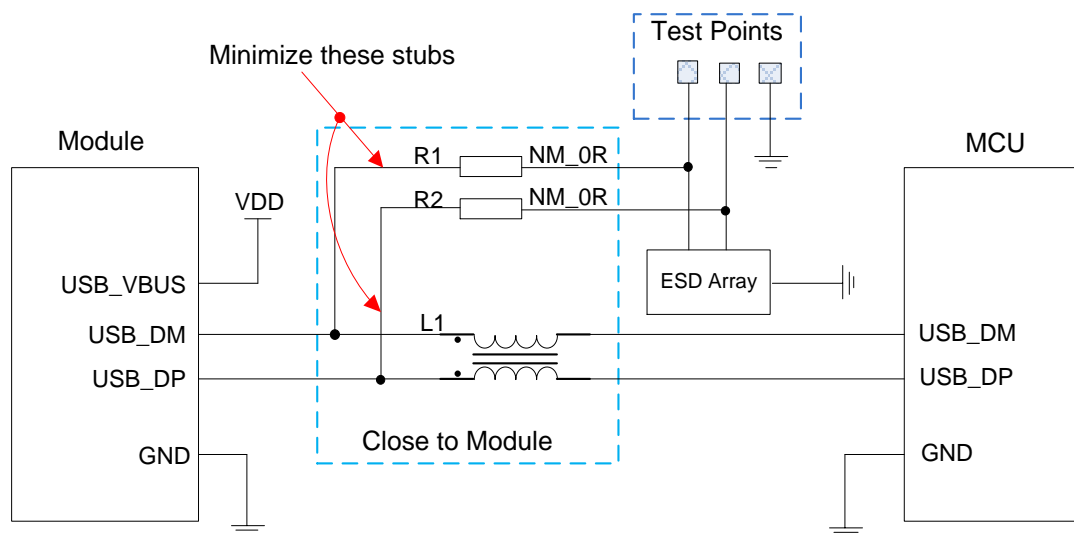 Test Points
Minimize these stubs
Module
MCU
R1
NM_0R
VDD
R2
NM_0R
USB_VBUS
ESD Array
L1
USB_DM
USB_DM
USB_DP
USB_DP
Close to Module
GND
GND